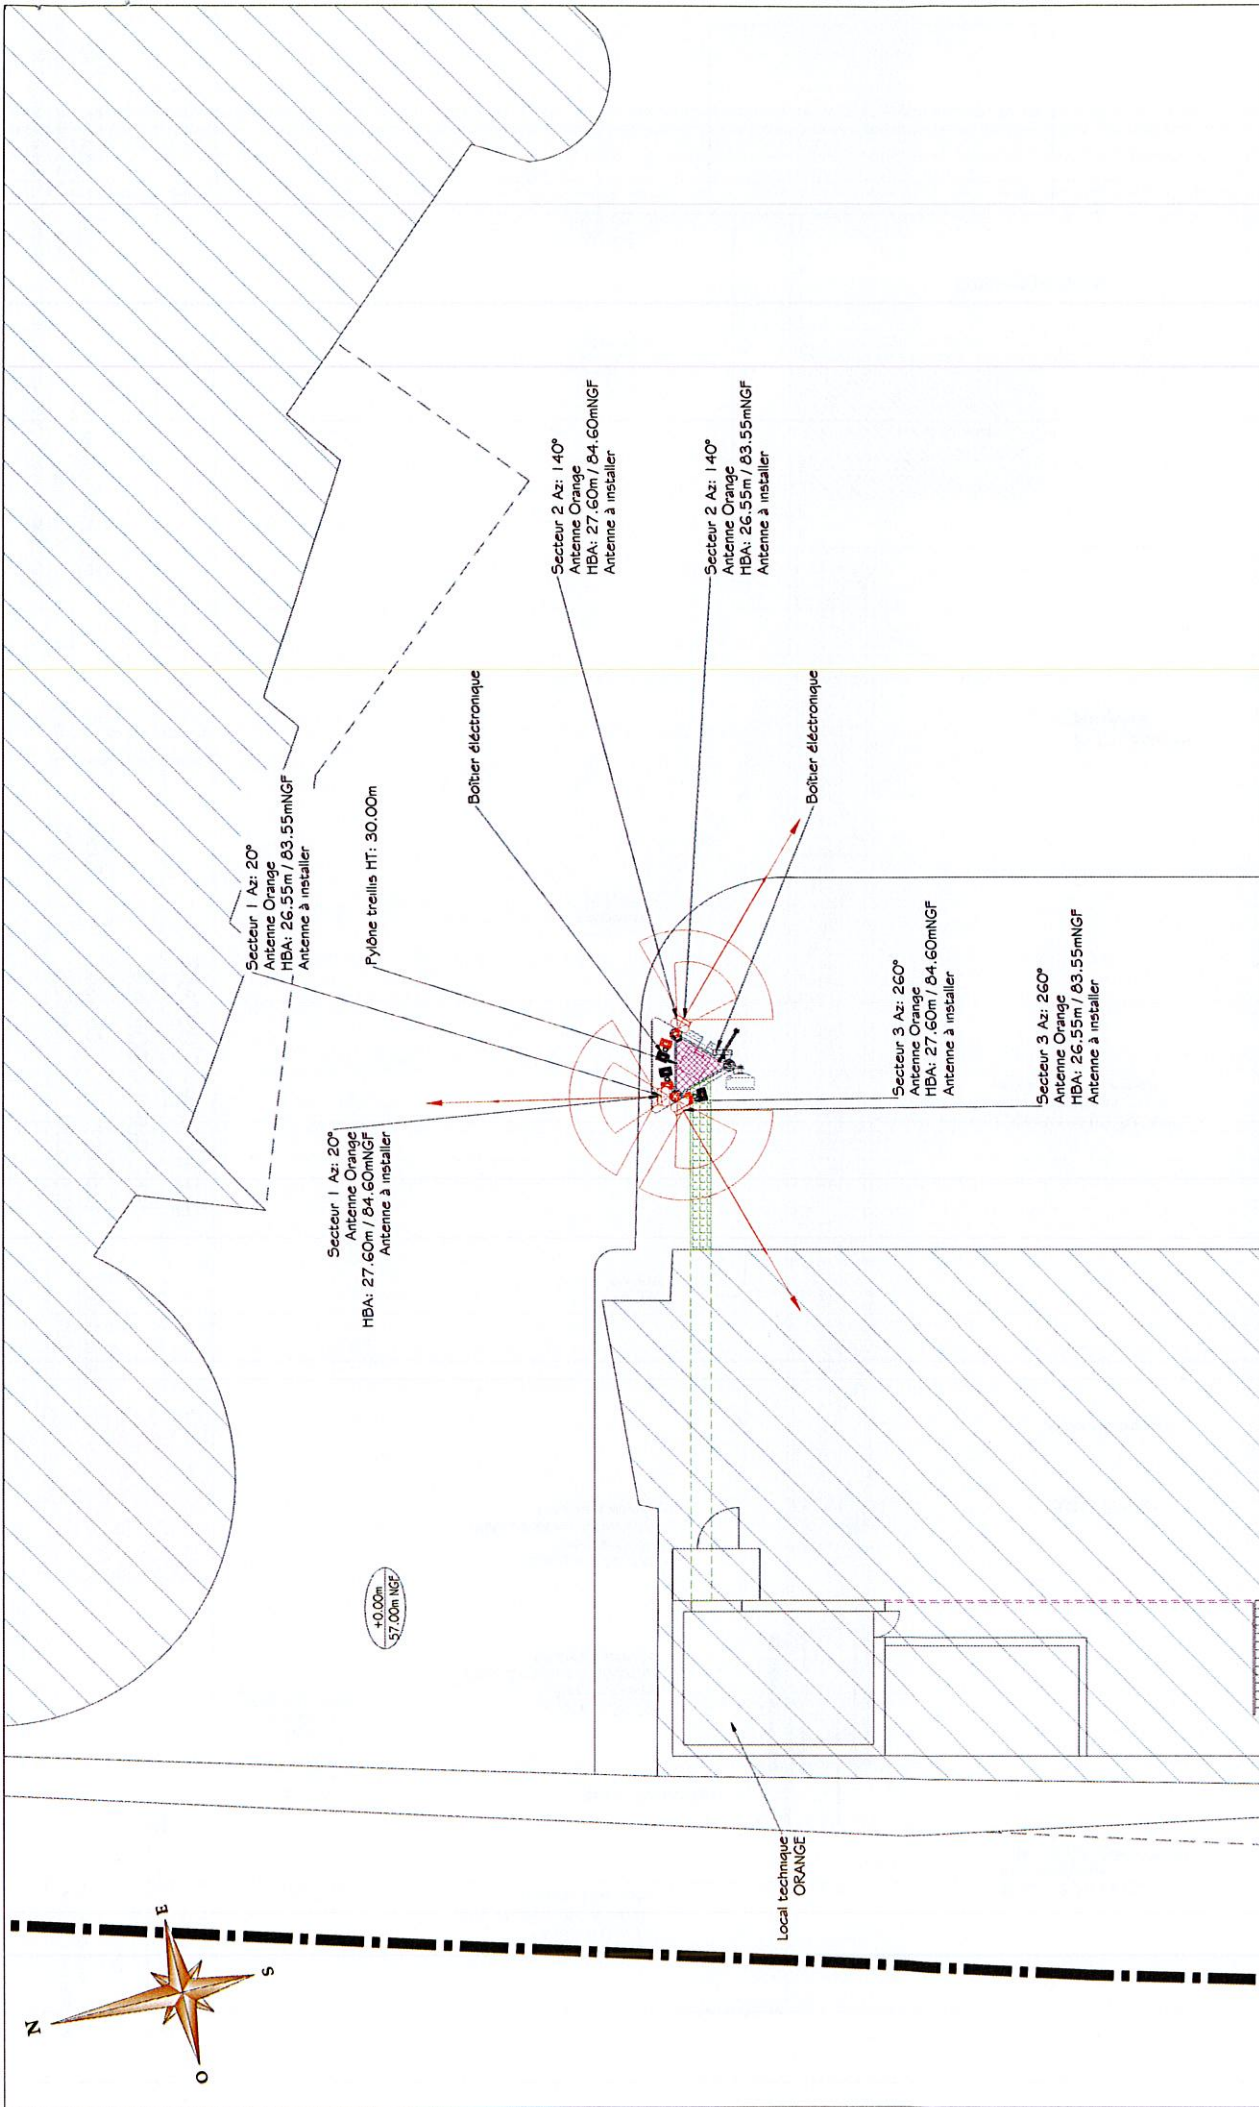 Secteur 1 Az: 20°
Antenne Orange
HBA: 26.55m / 83.55mNGF
Antenne à installer
Pylône treillis HT: 30.00m
Secteur 1 Az: 20°
Antenne Orange
HBA: 27.60m / 84.60mNGF
Antenne à installer
Boîtier éléctronique
Secteur 2 Az: 140°
Antenne Orange
HBA: 27.60m / 84.60mNGF
Antenne à installer
Secteur 2 Az: 140°
Antenne Orange
HBA: 26.55m / 83.55mNGF
Antenne à installer
Boîtier éléctronique
Secteur 3 Az: 260°
Antenne Orange
HBA: 27.60m / 84.60mNGF
Antenne à installer
Secteur 3 Az: 260°
Antenne Orange
HBA: 26.55m / 83.55mNGF
Antenne à installer
+0.00m
57.00m NGF
Local technique
ORANGE
N
E
S
O